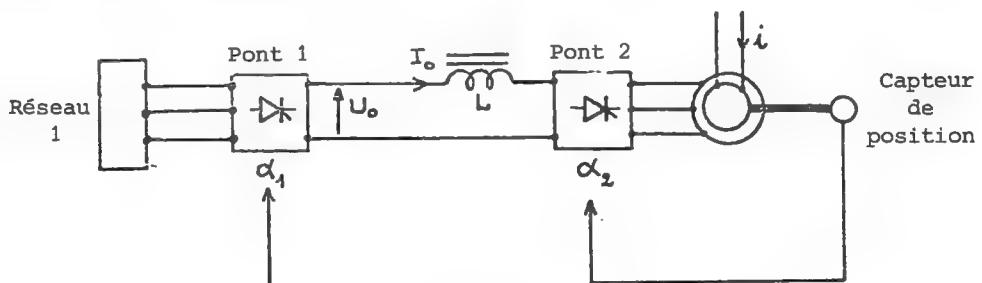 Réseau
1
Pont 1
α₁
U₀
I₀
L
Pont 2
α₂
i
Capteur
de
position